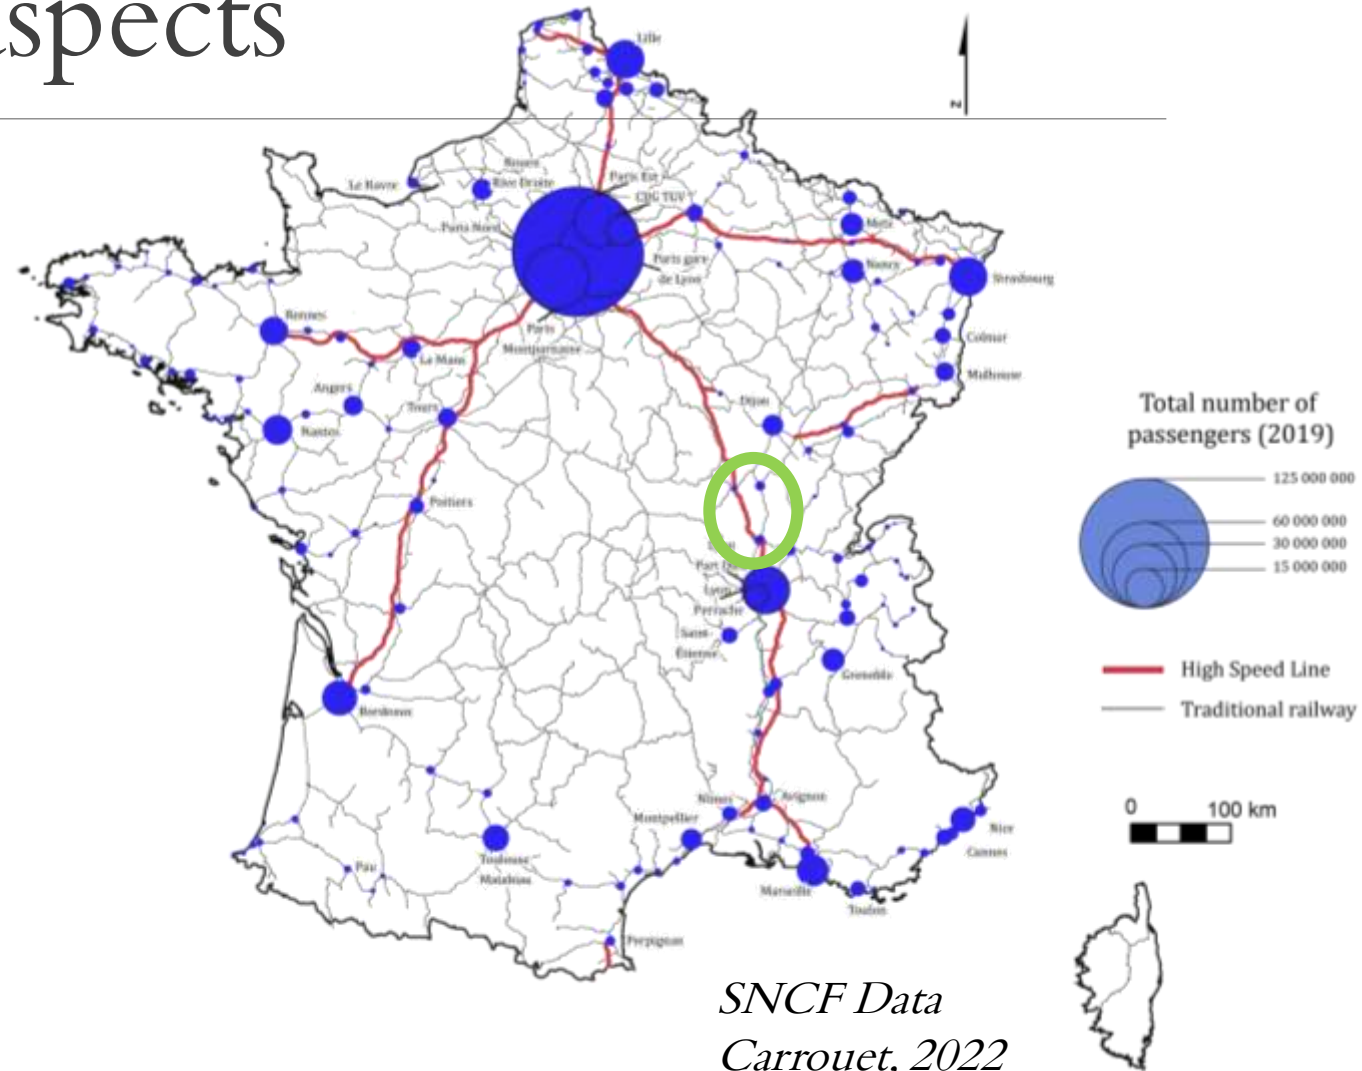 Lille
N
Rouen
Rive Droite
Le Havre
Paris Est
CDG TGV
Paris Nord
Metz
Paris gare
de Lyon
Nancy
Strasbourg
Rennes
Paris
Montparnasse
Le Mans
Colmar
Mulhouse
Angers
Tours
Dijon
Nantes
Total number of
passengers (2019)
125 000 000
60 000 000
30 000 000
15 000 000
Poitiers
Lyon
Perrache
Saint-
Étienne
Grenoble
High Speed Line
Traditional railway
Bordeaux
Nîmes
Avignon
Montpellier
0 100 km
Nice
Cannes
Toulouse
Matabiau
Pau
Marseille
Toulon
Perpignan
SNCF Data
Carrouet. 2022